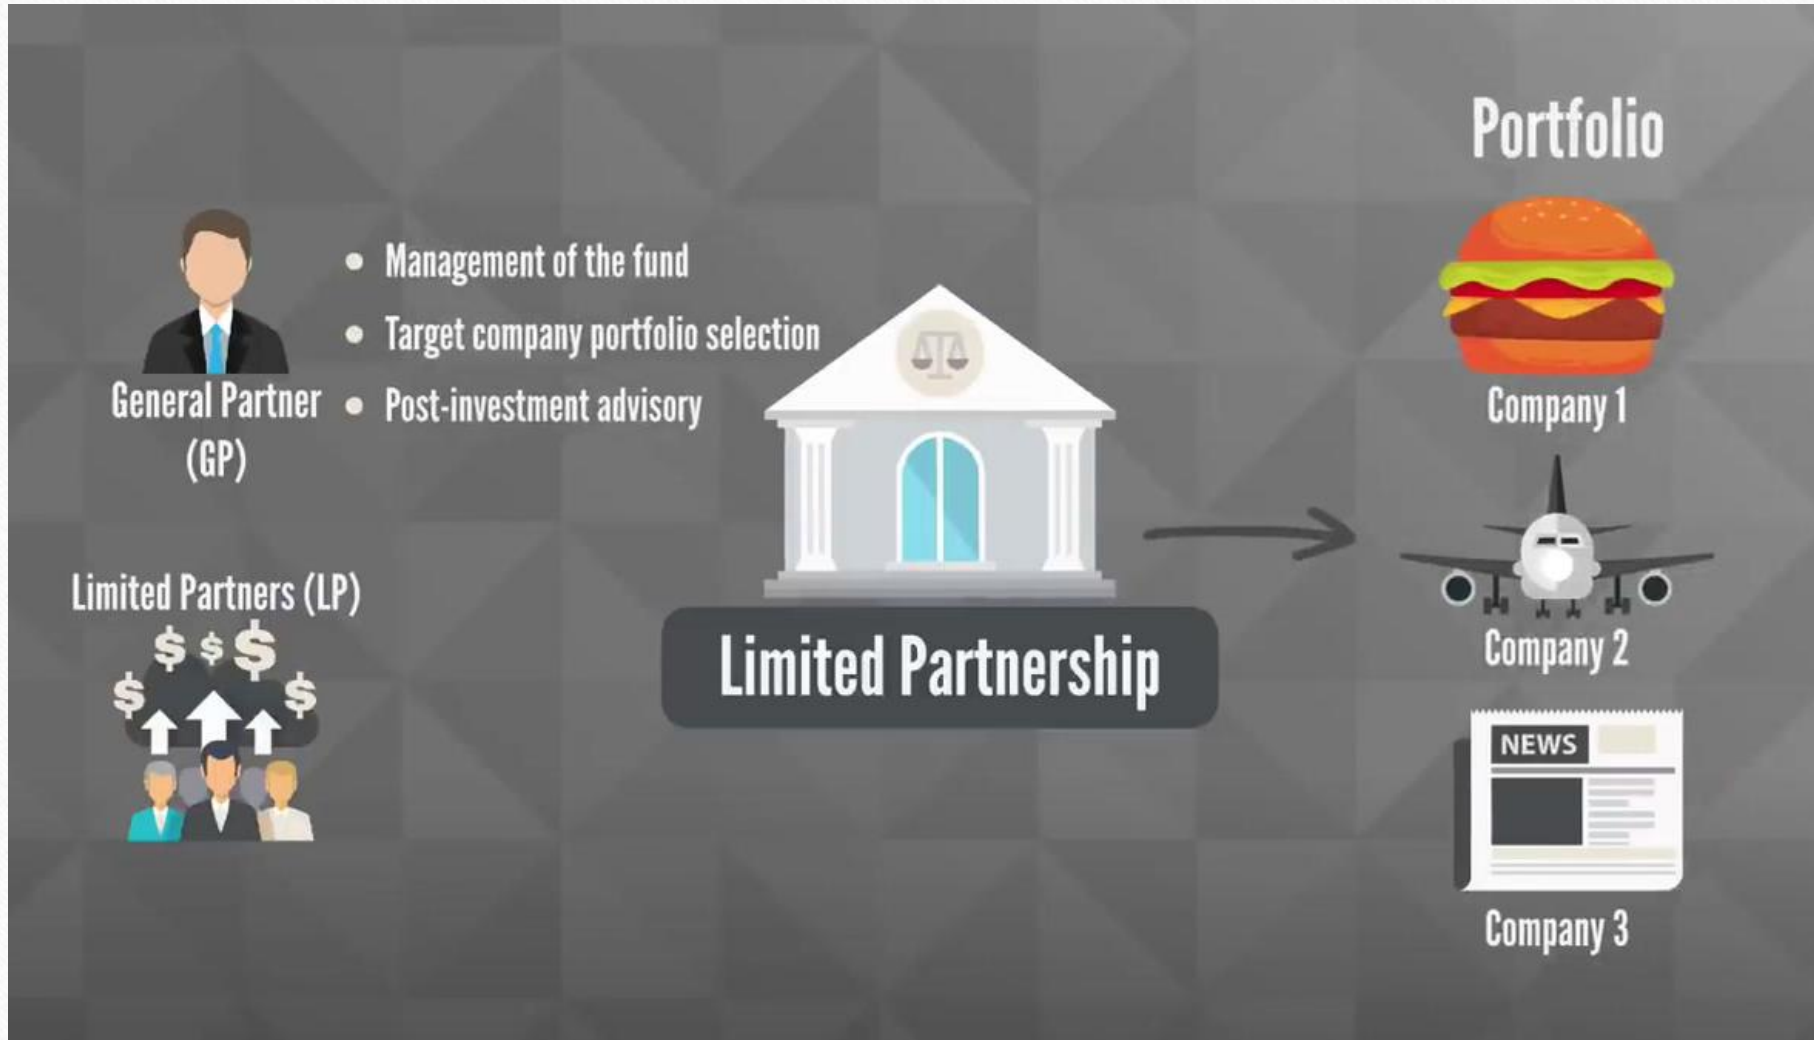 General Partner
(GP)
• Management of the fund
• Target company portfolio selection
• Post-investment advisory
Limited Partners (LP)
$ $ $
$ $
Limited Partnership
Portfolio
Company 1
Company 2
NEWS
Company 3